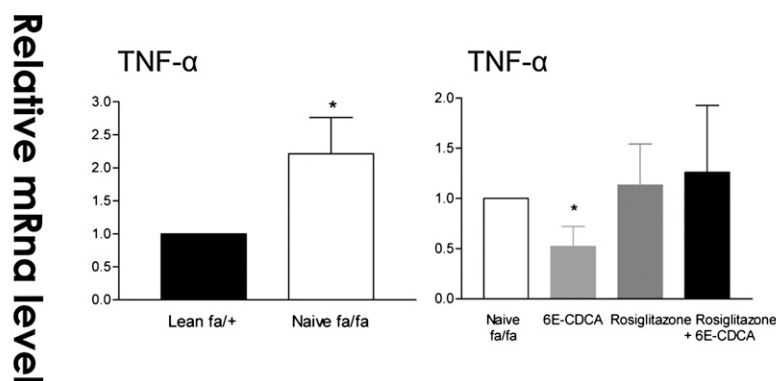 Relative mRna level
TNF-α
3.0
2.5
2.0
1.5
1.0
0.5
0.0
*
Lean fa/+ Naive fa/fa
TNF-α
2.0
1.5
1.0
0.5
0.0
*
Naive 6E-CDCA Rosiglitazone Rosiglitazone
fa/fa + 6E-CDCA